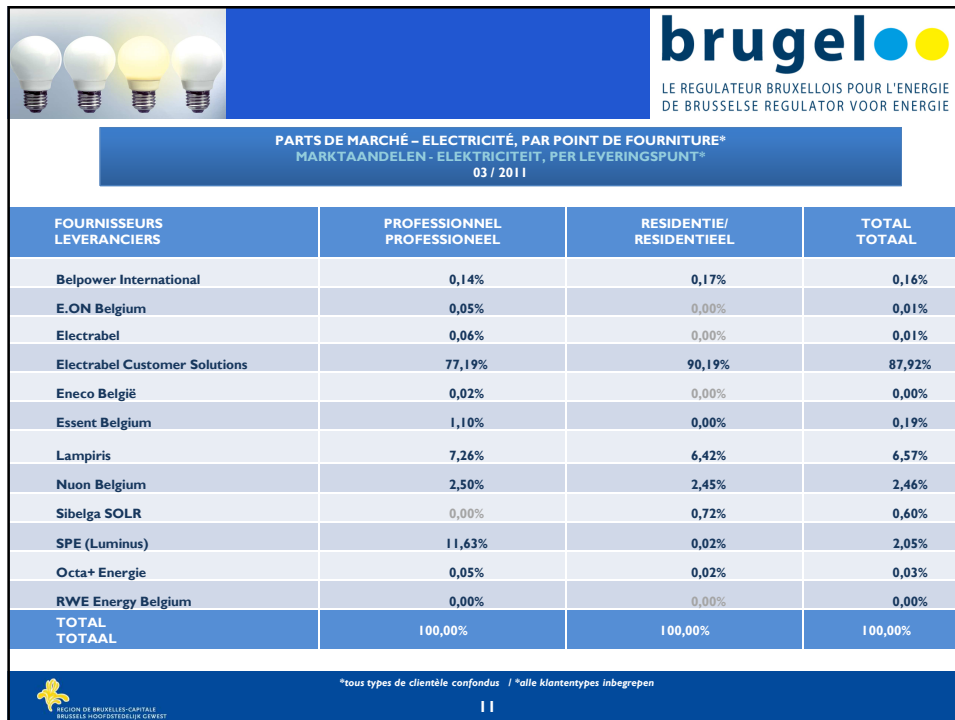 brugel
LE REGULATEUR BRUXELLOIS POUR L'ENERGIE
DE BRUSSELSE REGULATOR VOOR ENERGIE
PARTS DE MARCHÉ – ELECTRICITÉ, PAR POINT DE FOURNITURE*
MARKTAANDELEN - ELEKTRICITEIT, PER LEVERINGSPUNT*
03 / 2011
FOURNISSEURS PROFESSIONNEL RESIDENTIE/ TOTAL
LEVERANCIERS PROFESSIONEEL RESIDENTIEEL TOTAAL
Belpower International 0,14% 0,17% 0,16%
E.ON Belgium 0,05% 0,00% 0,01%
Electrabel 0,06% 0,00% 0,01%
Electrabel Customer Solutions 77,19% 90,19% 87,92%
Eneco België 0,02% 0,00% 0,00%
Essent Belgium 1,10% 0,00% 0,19%
Lampiris 7,26% 6,42% 6,57%
Nuon Belgium 2,50% 2,45% 2,46%
Sibelga SOLR 0,00% 0,72% 0,60%
SPE (Luminus) 11,63% 0,02% 2,05%
Octa+ Energie 0,05% 0,02% 0,03%
RWE Energy Belgium 0,00% 0,00% 0,00%
TOTAL
TOTAAL 100,00% 100,00% 100,00%
*tous types de clientèle confondus / *alle klantentypes inbegrepen
11
REGION DE BRUXELLES-CAPITALE
BRUSSELS HOOFDSTEDELIJK GEWEST